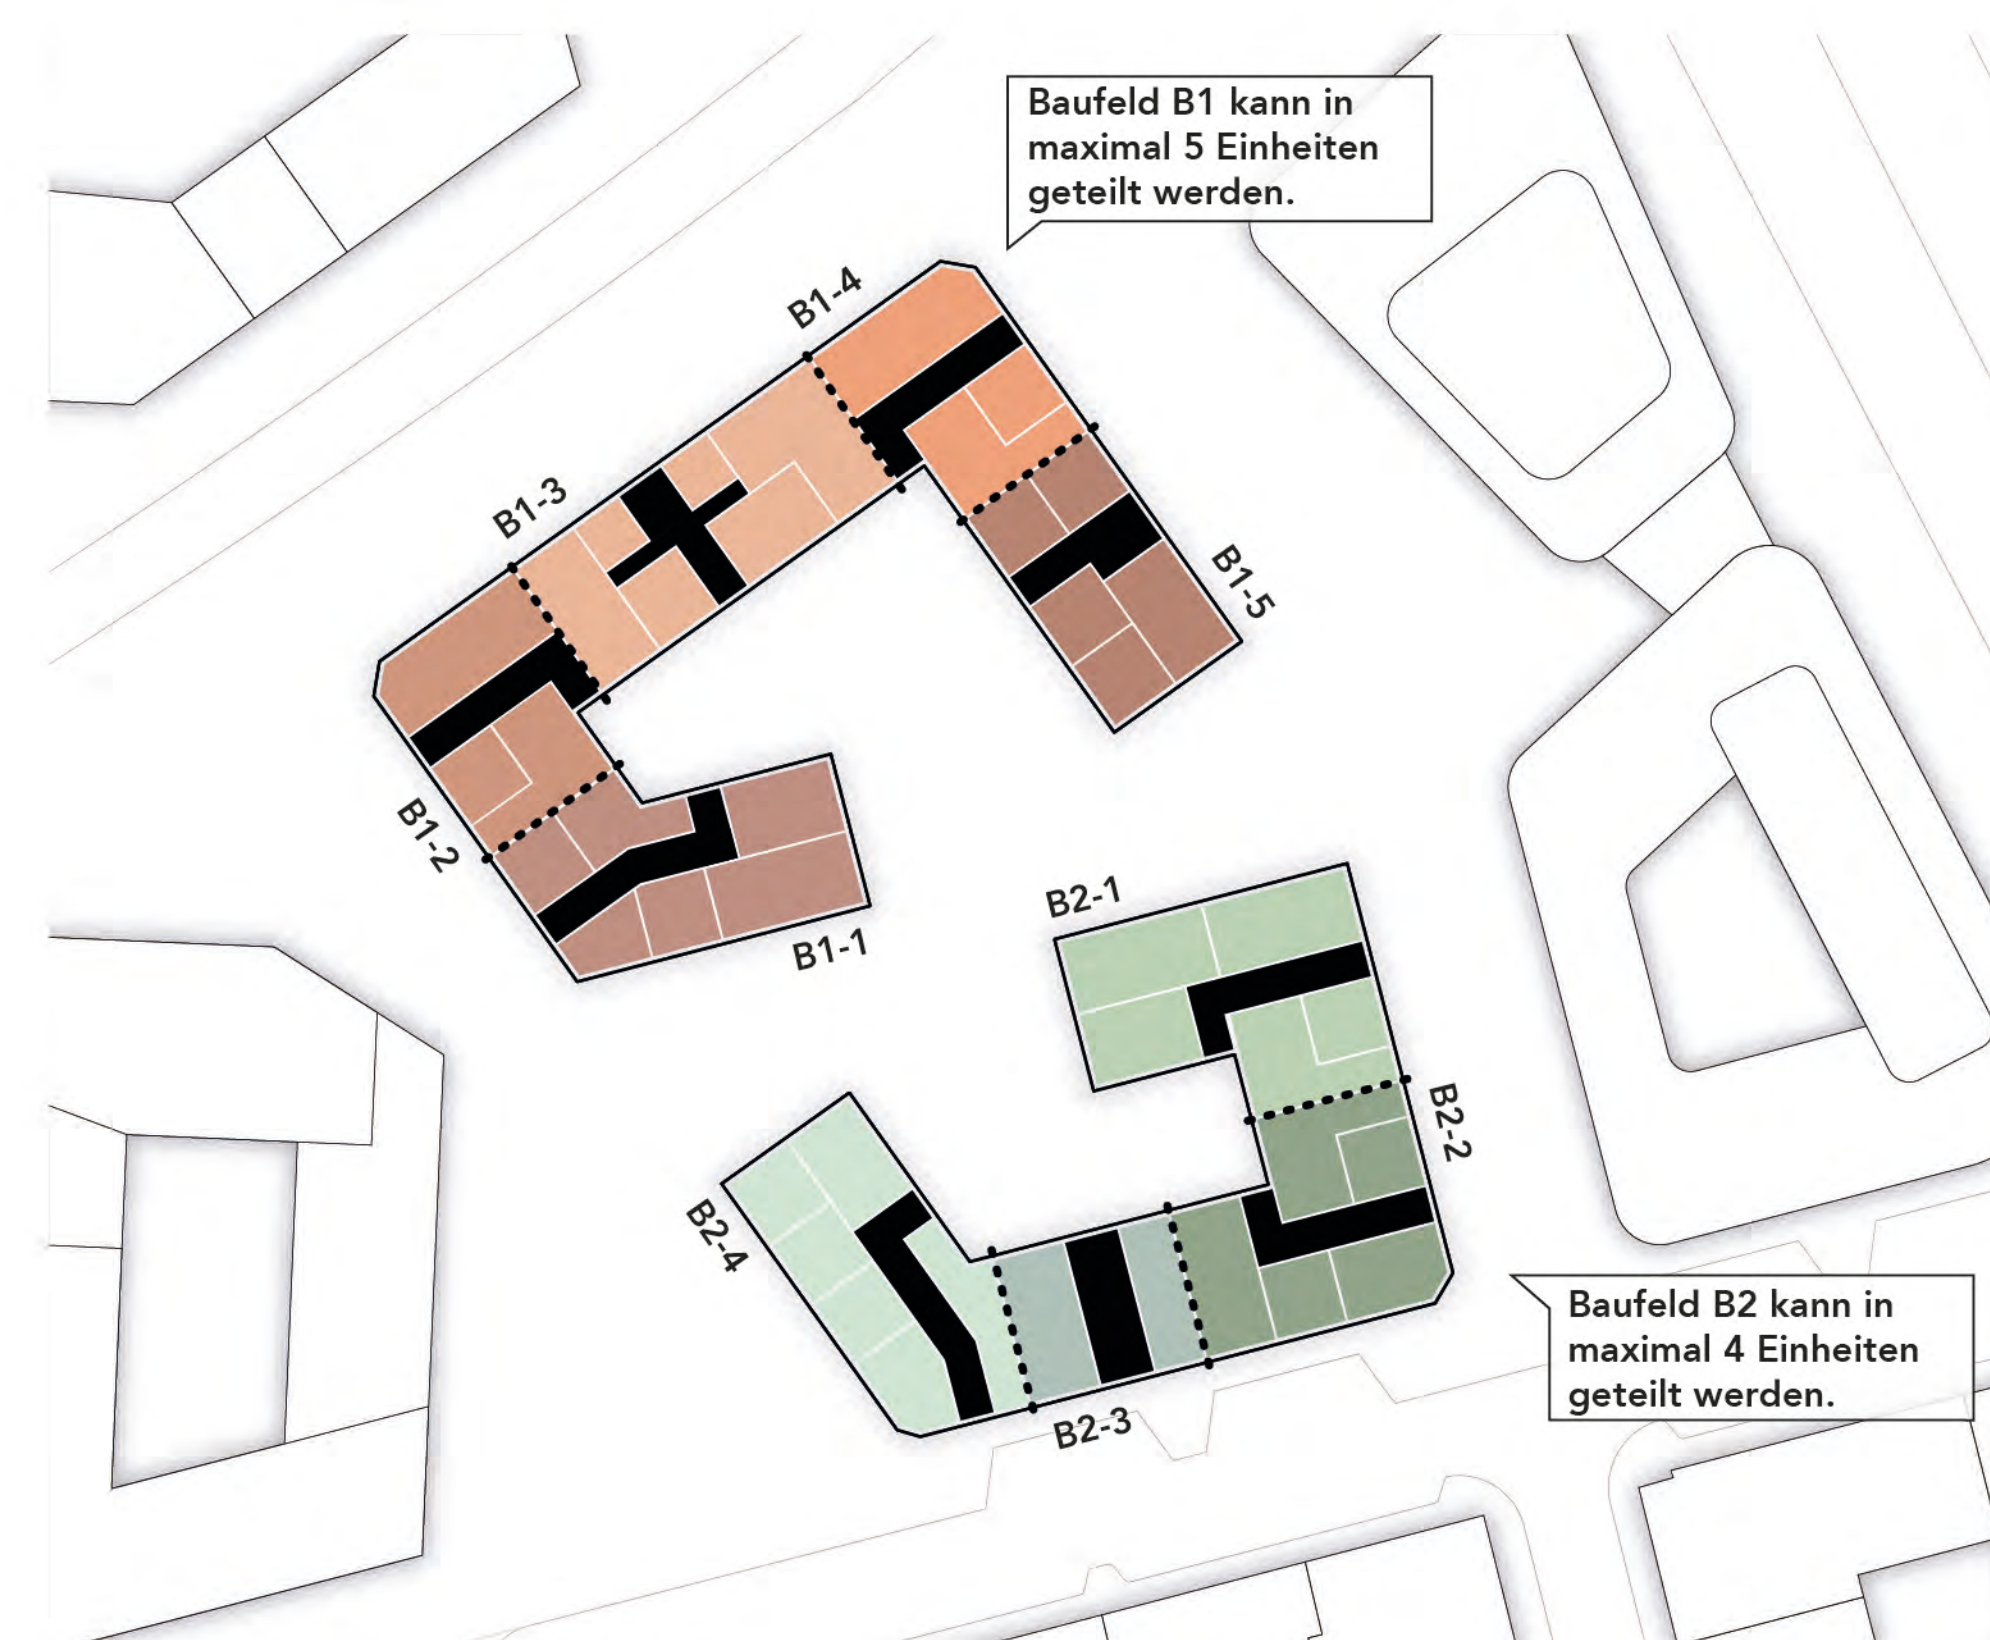 Baufeld B1 kann in
maximal 5 Einheiten
geteilt werden.
B1-4
B1-3
B1-5
B1-2
B1-1
B2-1
B2-2
B2-4
B2-3
Baufeld B2 kann in
maximal 4 Einheiten
geteilt werden.